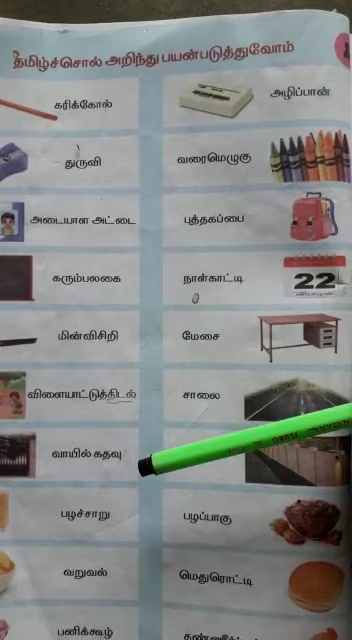 தமிழ்ச்சொல் அறிந்து பயன்படுத்துவோம்
கரிக்கோல்
அழிப்பான்
துருவி
வரைமெழுகு
அடையாள அட்டை
புத்தகப்பை
கரும்பலகை
நாள்காட்டி
22
மின்விசிறி
மேசை
விளையாட்டுத்திடல்
சாலை
வாயில் கதவு
பழச்சாறு
பழப்பாகு
வறுவல்
மெதுரொட்டி
பனிக்கூழ்